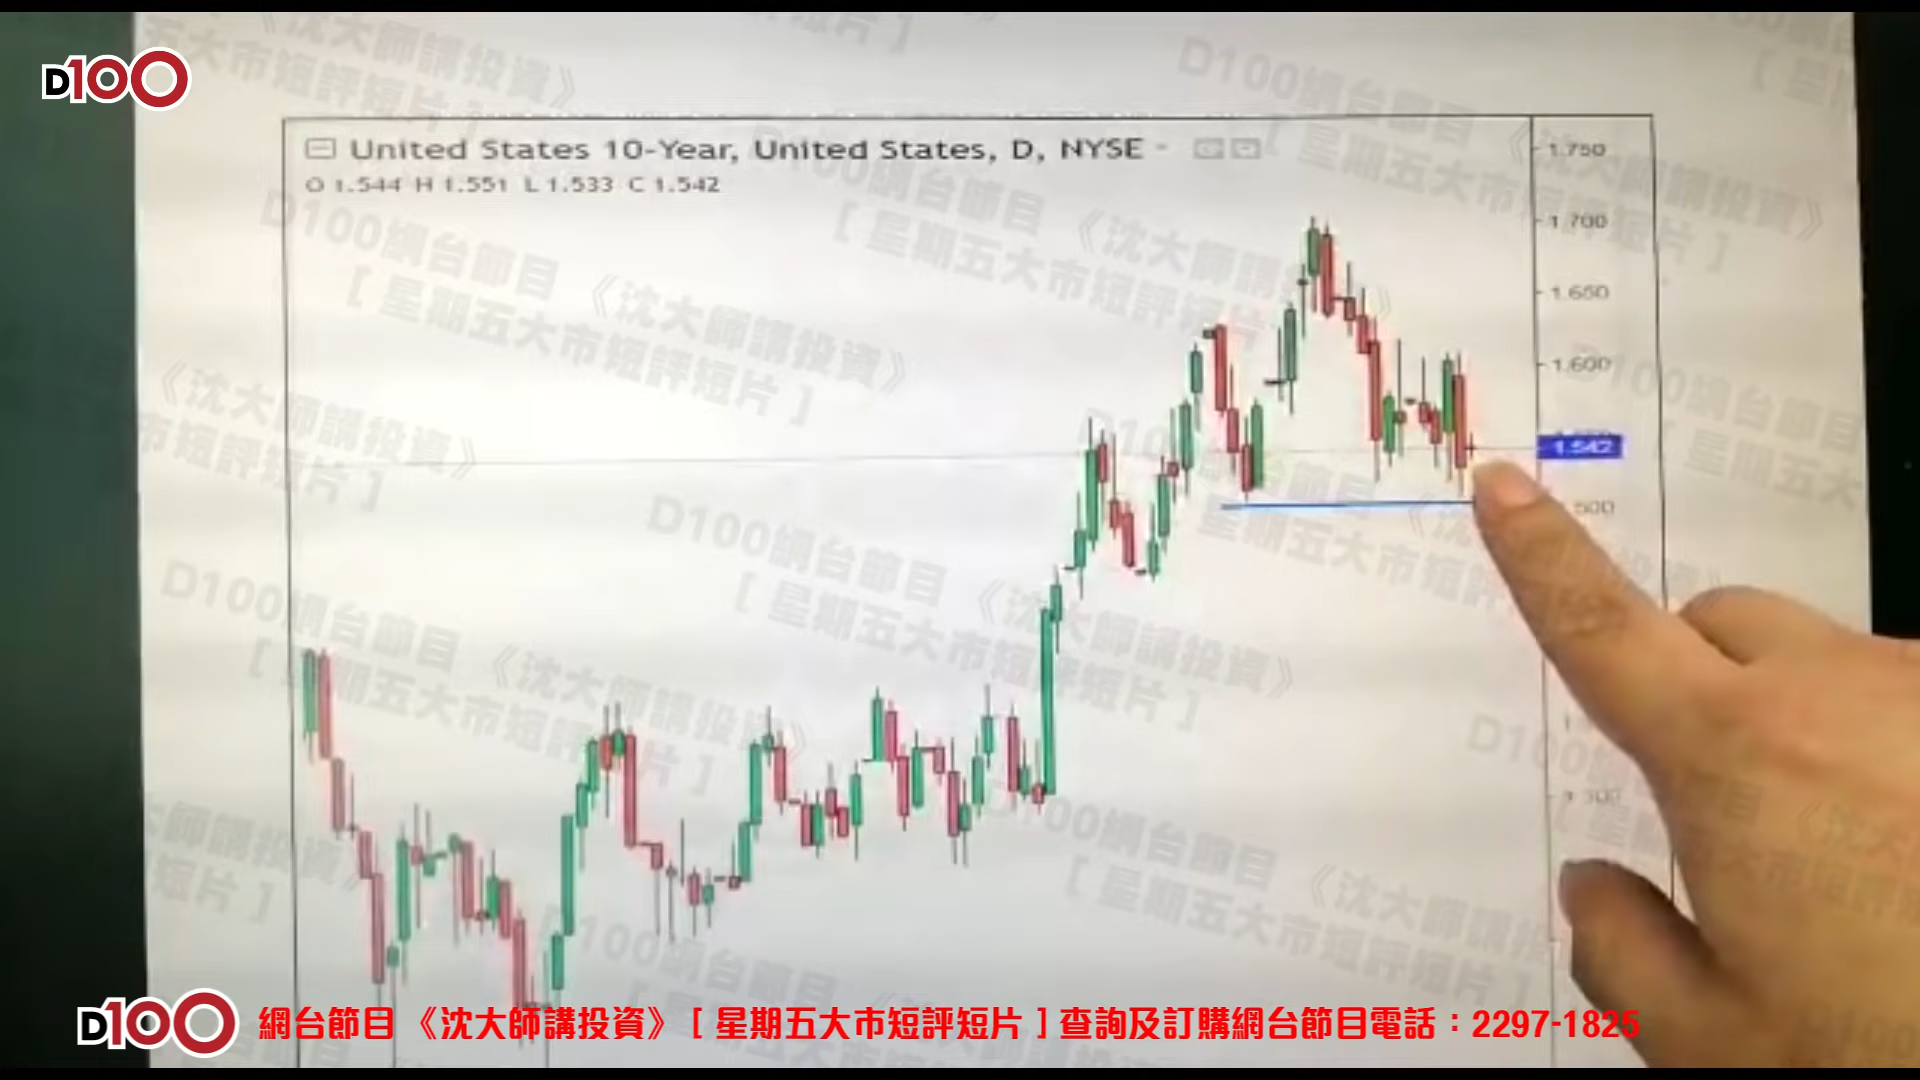 D100
United States 10-Year, United States, D, NYSE
O 1.544 H 1.551 L 1.533 C 1.542
1.750
1.700
1.650
1.600
1.542
.500
D100網台節目《沈大師講投資》
[ 星期五大市短評短片 ]
D100 網台節目《沈大師講投資》[ 星期五大市短評短片 ] 查詢及訂購網台節目電話：2297-1825